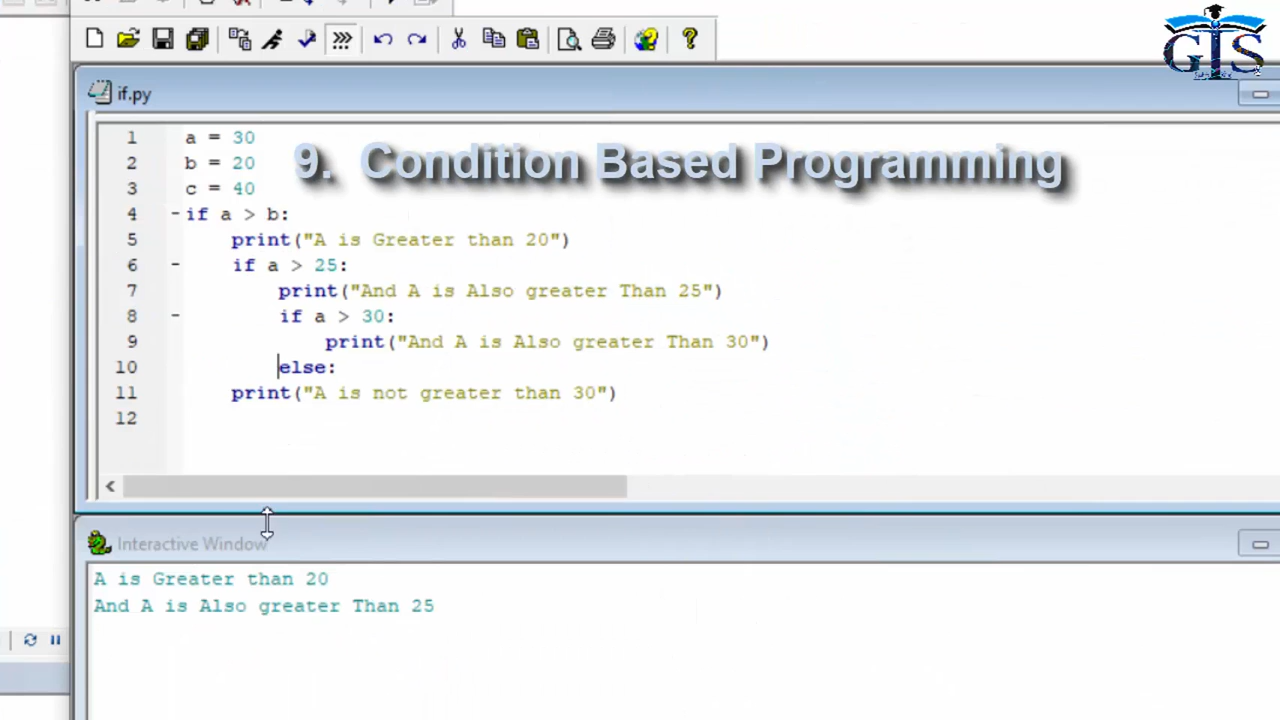 GTS
if.py
9. Condition Based Programming
1 a = 30
2 b = 20
3 c = 40
4 -if a > b:
5 print("A is Greater than 20")
6 - if a > 25:
7 print("And A is Also greater Than 25")
8 - if a > 30:
9 print("And A is Also greater Than 30")
10 else:
11 print("A is not greater than 30")
12
Interactive Window
A is Greater than 20
And A is Also greater Than 25